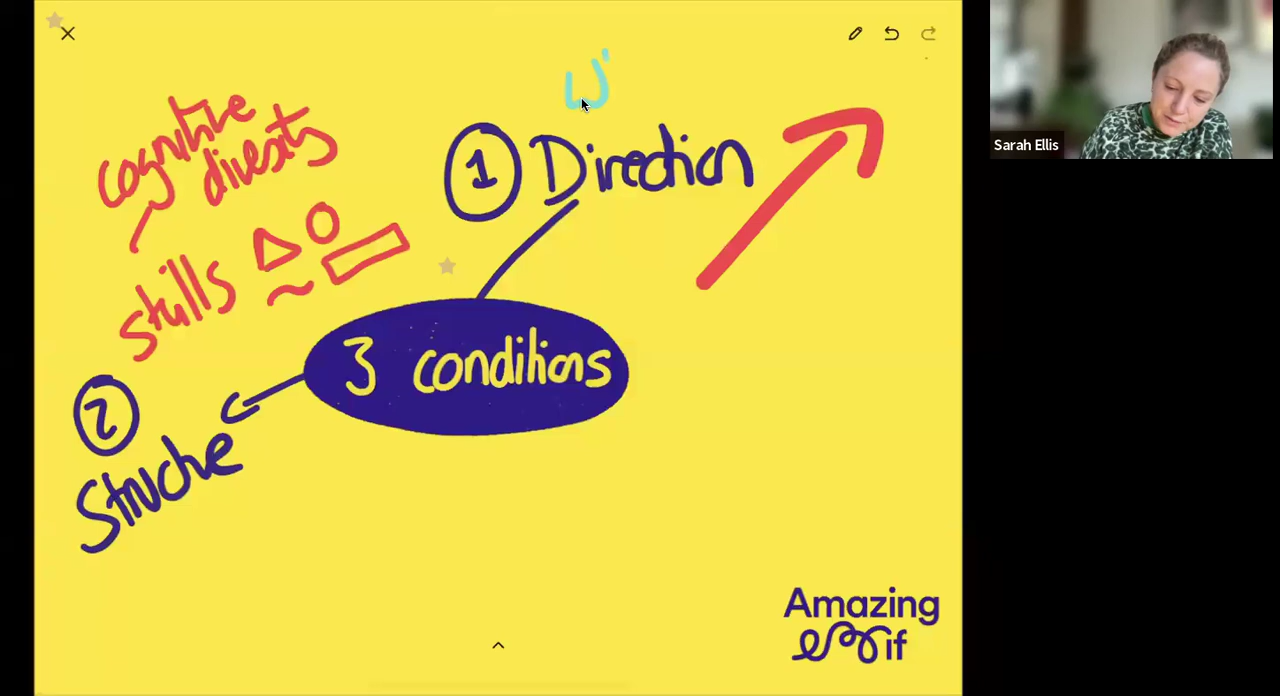 cognitive
diversity
skills
1 Direction
3 conditions
2
Structure
Amazing
if
Sarah Ellis